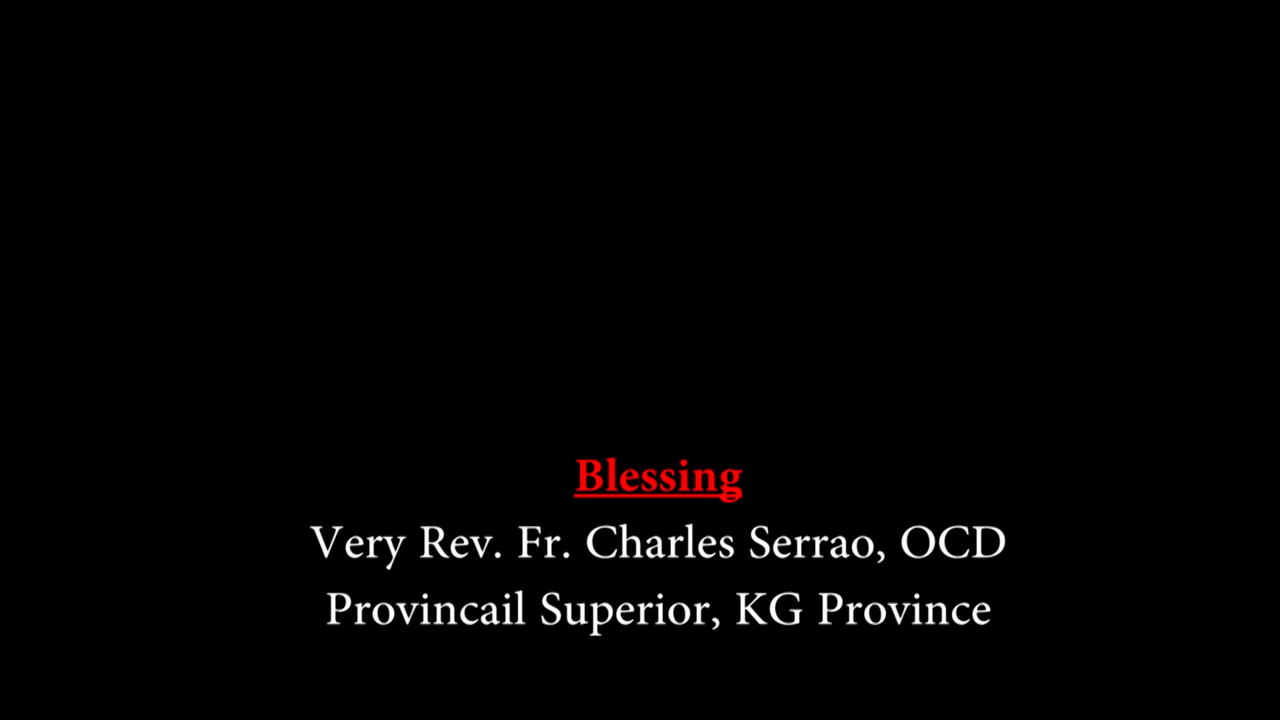 Blessing
Very Rev. Fr. Charles Serrao, OCD
Provincail Superior, KG Province